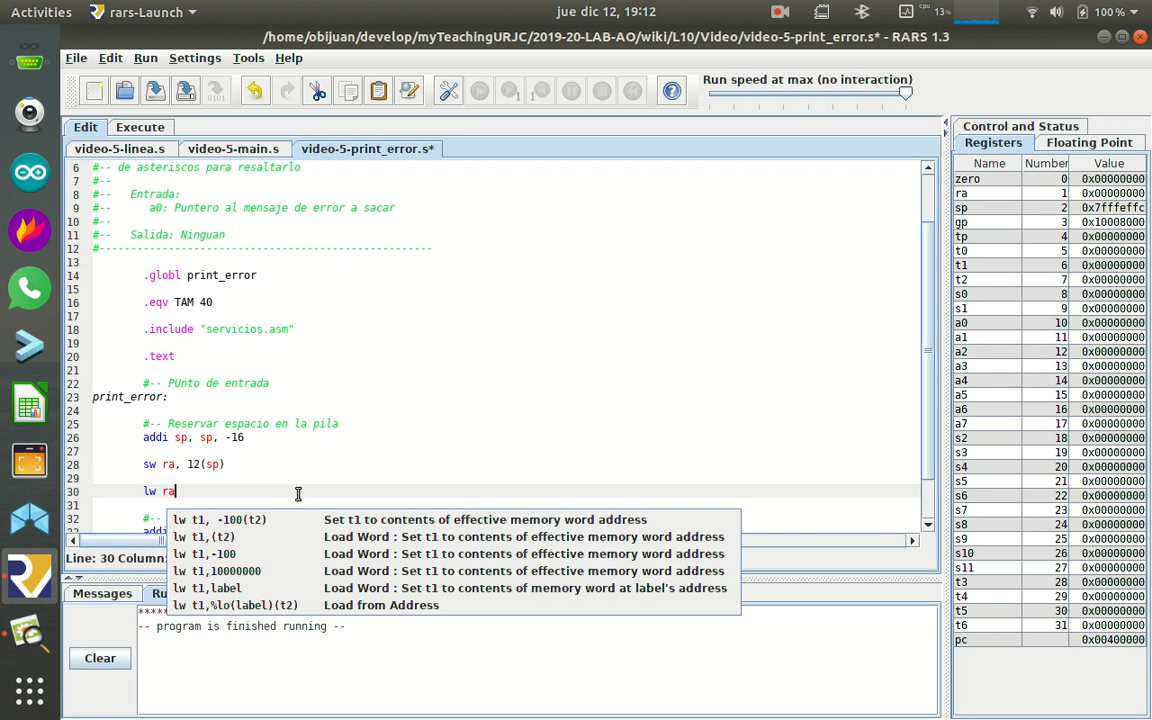 Activities rars-Launch jue dic 12, 19:12 cpu 13% 100%
/home/obijuan/develop/myTeachingURJC/2019-20-LAB-AO/wiki/L10/Video/video-5-print_error.s* - RARS 1.3
File Edit Run Settings Tools Help
Run speed at max (no interaction)
Edit Execute
video-5-linea.s video-5-main.s video-5-print_error.s*
6 #-- de asteriscos para resaltarlo
7 #--
8 #-- Entrada:
9 #-- a0: Puntero al mensaje de error a sacar
10 #--
11 #-- Salida: Ninguan
12 #-----------------------------------------------------
13
14 .globl print_error
15
16 .eqv TAM 40
17
18 .include "servicios.asm"
19
20 .text
21
22 #-- PUnto de entrada
23 print_error:
24
25 #-- Reservar espacio en la pila
26 addi sp, sp, -16
27
28 sw ra, 12(sp)
29
30 lw ra
31
32 #--
addi
lw t1, -100(t2) Set t1 to contents of effective memory word address
lw t1,(t2) Load Word : Set t1 to contents of effective memory word address
lw t1,-100 Load Word : Set t1 to contents of effective memory word address
lw t1,10000000 Load Word : Set t1 to contents of effective memory word address
lw t1,label Load Word : Set t1 to contents of memory word at label's address
lw t1,%lo(label)(t2) Load from Address
Line: 30 Column:
Messages Ru
-- program is finished running --
Clear
Control and Status
Registers Floating Point
Name Number Value
zero 0 0x00000000
ra 1 0x00000000
sp 2 0x7fffeffc
gp 3 0x10008000
tp 4 0x00000000
t0 5 0x00000000
t1 6 0x00000000
t2 7 0x00000000
s0 8 0x00000000
s1 9 0x00000000
a0 10 0x00000000
a1 11 0x00000000
a2 12 0x00000000
a3 13 0x00000000
a4 14 0x00000000
a5 15 0x00000000
a6 16 0x00000000
a7 17 0x00000000
s2 18 0x00000000
s3 19 0x00000000
s4 20 0x00000000
s5 21 0x00000000
s6 22 0x00000000
s7 23 0x00000000
s8 24 0x00000000
s9 25 0x00000000
s10 26 0x00000000
s11 27 0x00000000
t3 28 0x00000000
t4 29 0x00000000
t5 30 0x00000000
t6 31 0x00000000
pc 0x00400000